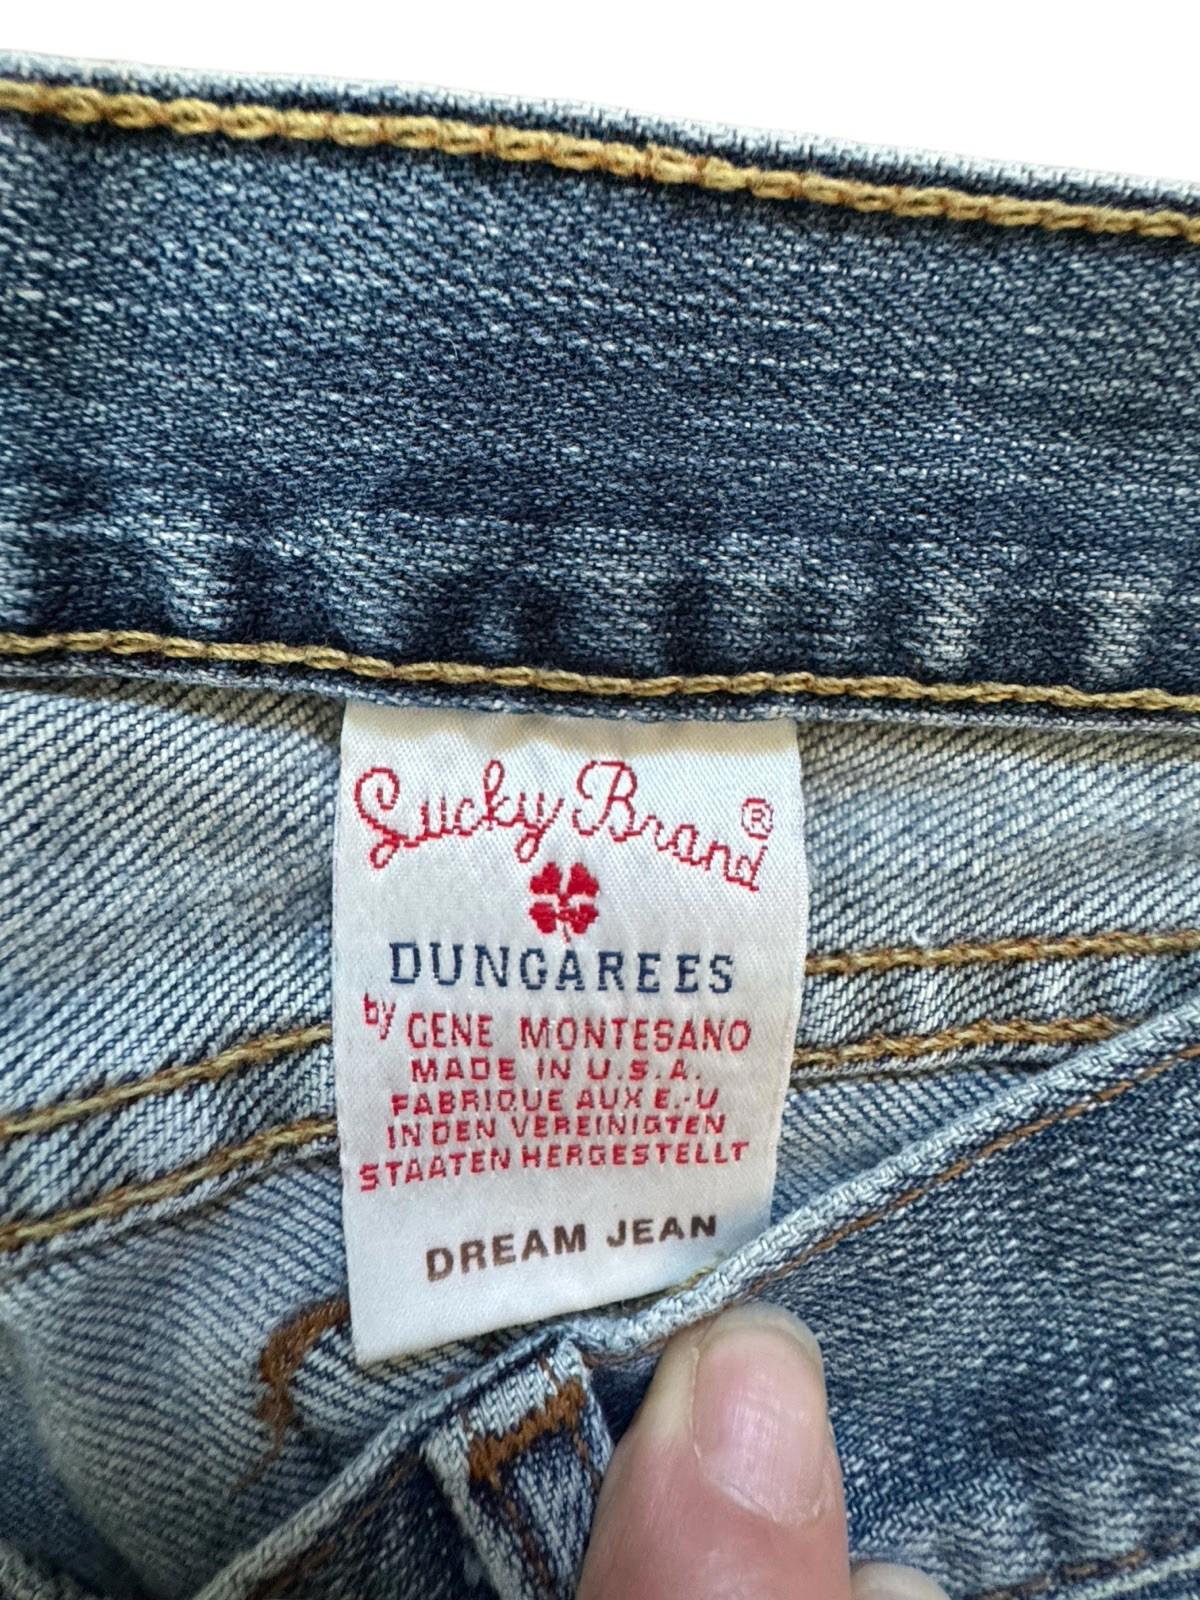 Lucky Brand®
DUNGAREES
by GENE MONTESANO
MADE IN U.S.A.
FABRIQUE AUX E.-U
IN DEN VEREINIGTEN
STAATEN HERGESTELLT
DREAM JEAN